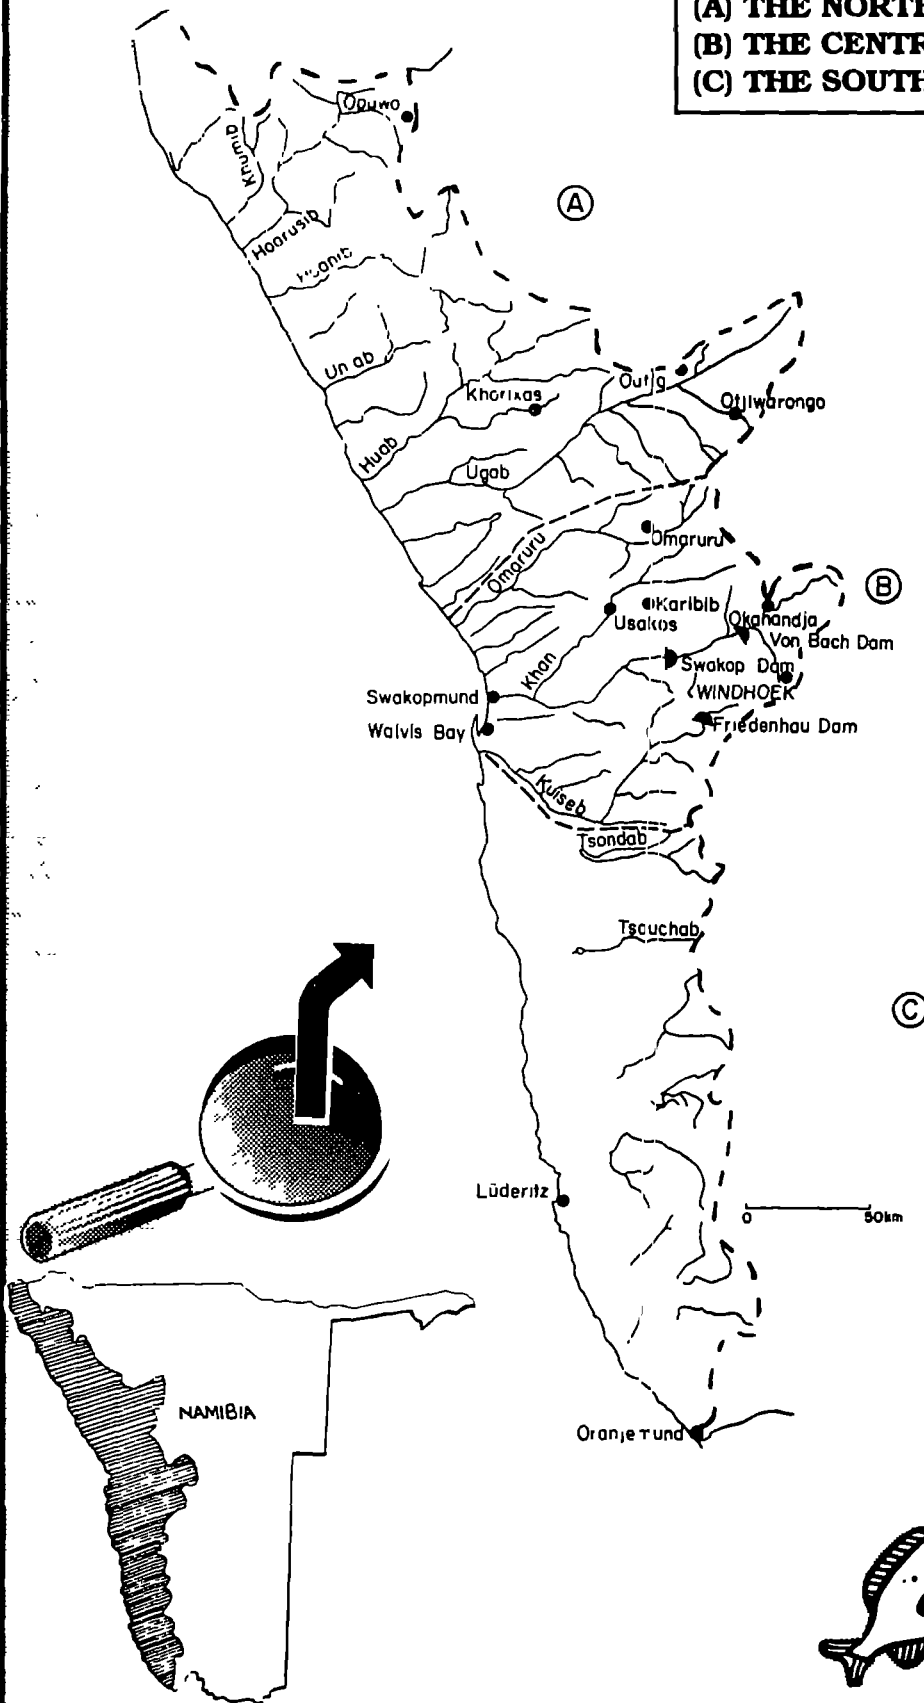 (A) THE NORTH
(B) THE CENTR
(C) THE SOUTH
Opuwo
Khumib
A
Hoarusib
Hoanib
Unab
Outjo
Khorixas
Otjiwarongo
Huab
Ugab
Omaruru
Omaruru
B
Karibib
Usakos
Okahandja
Von Bach Dam
Khan
Swakop Dam
WINDHOEK
Swakopmund
Friedenhau Dam
Walvis Bay
Kuiseb
Tsondab
Tsauchab
C
Lüderitz
0 50km
NAMIBIA
Oranjemund